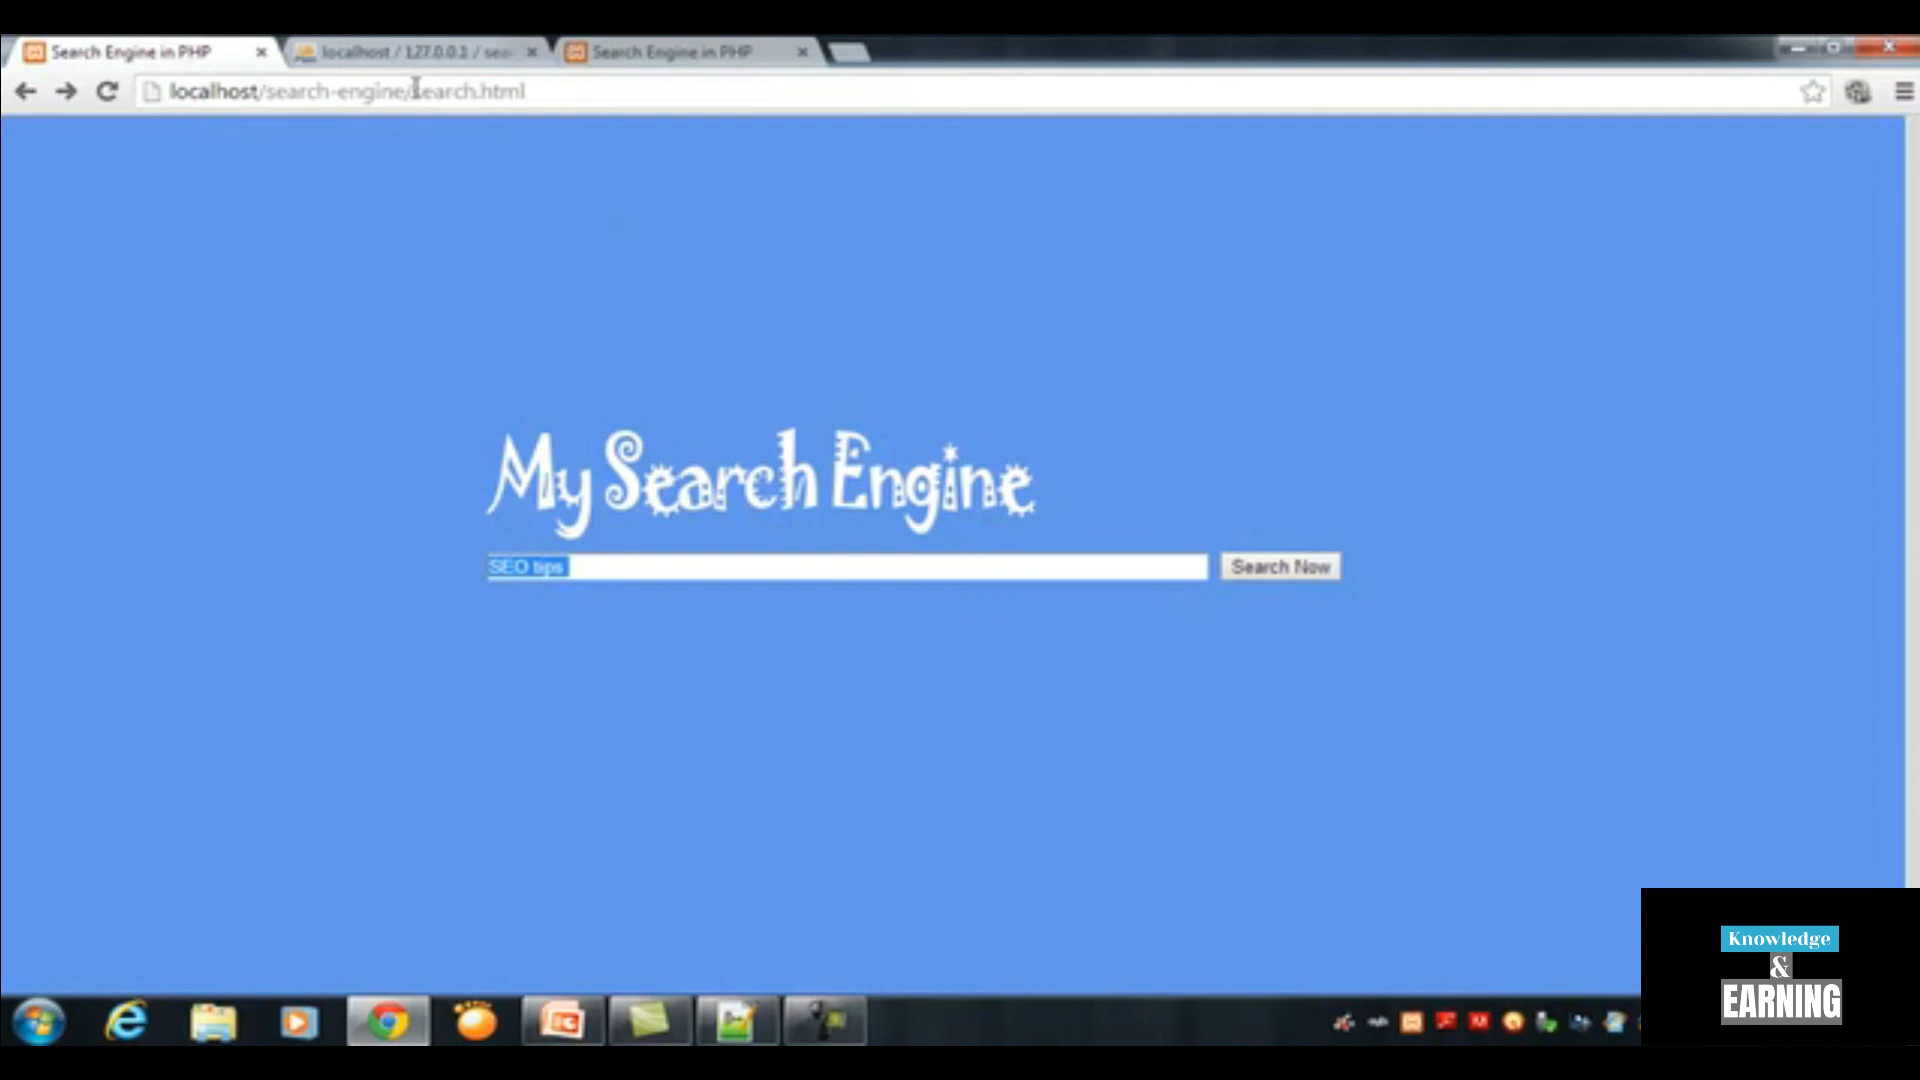 Search Engine in PHP
localhost / 127.0.0.1 / sea
Search Engine in PHP
localhost/search-engine/search.html
My Search Engine
SEO tips
Search Now
Knowledge
&
EARNING